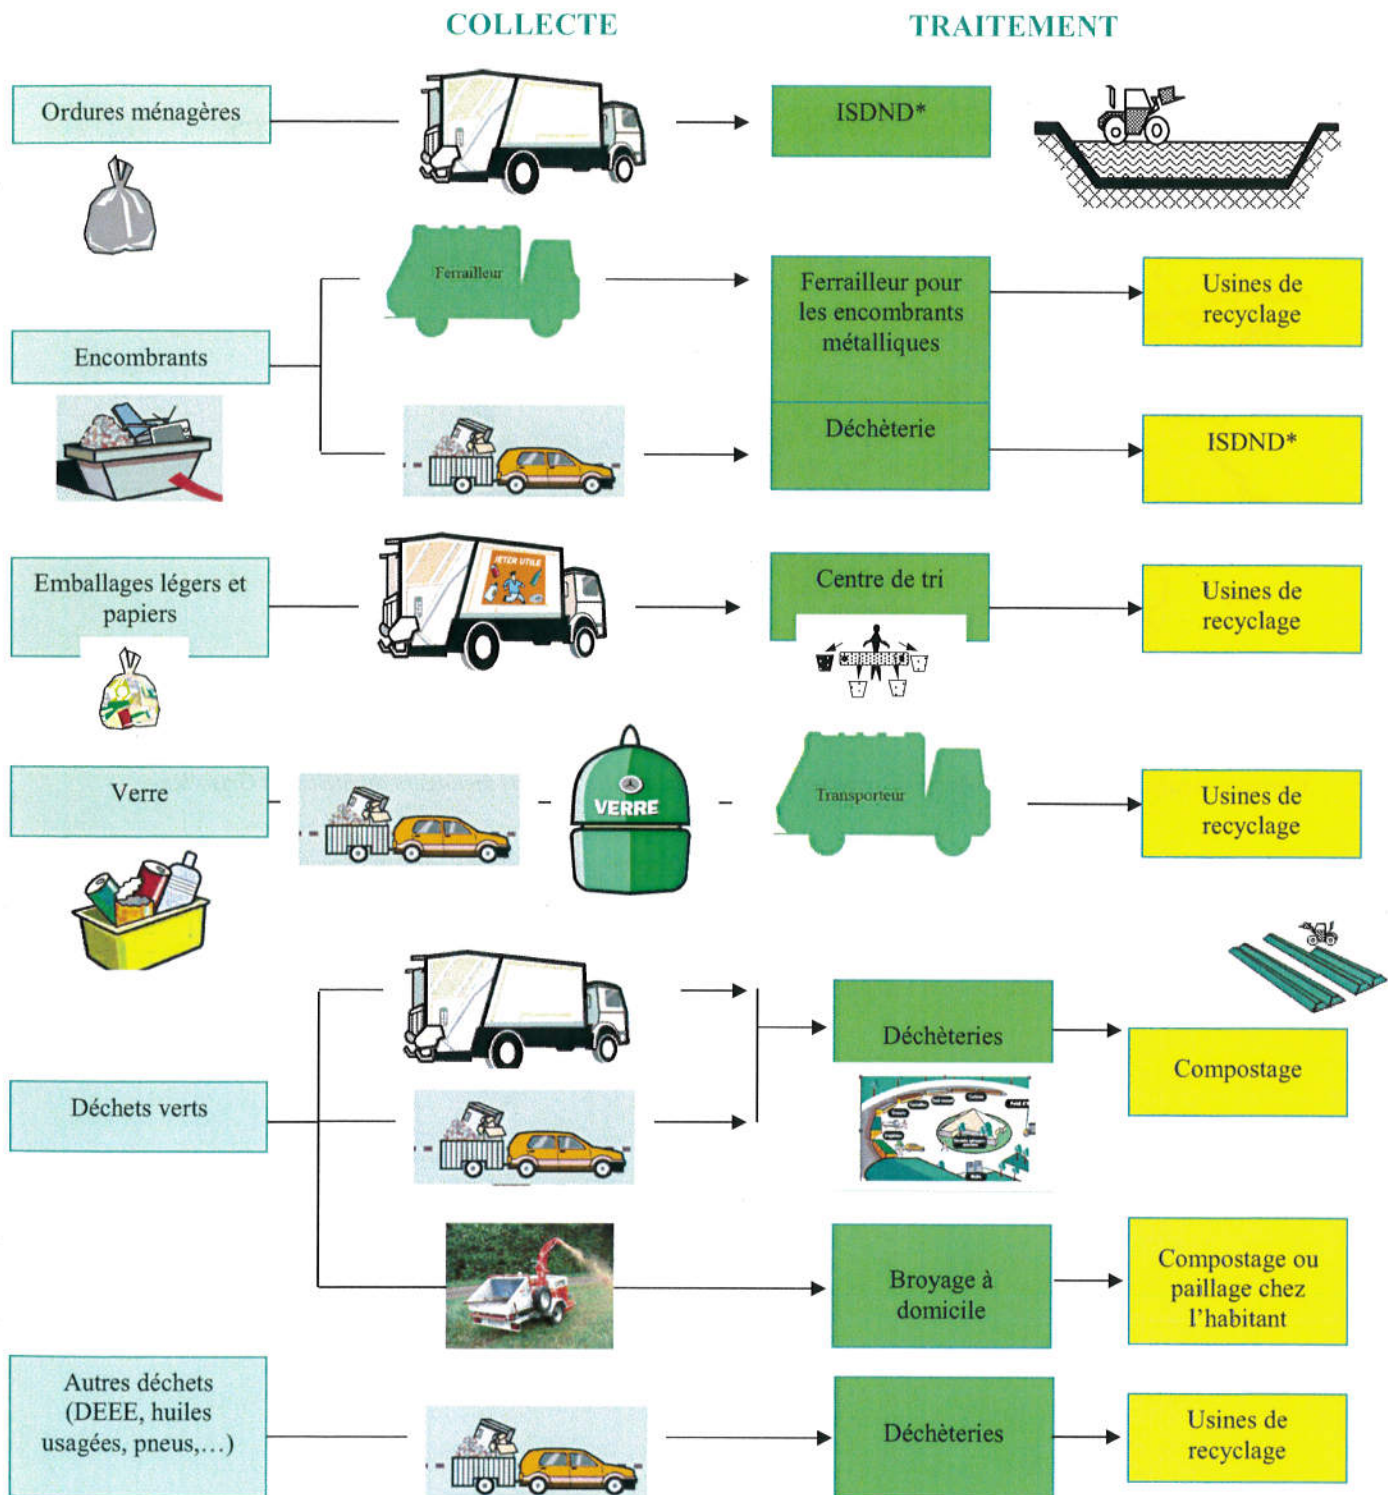 COLLECTE
TRAITEMENT
Ordures ménagères
ISDND*
Ferrailleur
Ferrailleur pour
les encombrants
métalliques
Usines de
recyclage
Encombrants
Déchèterie
ISDND*
Emballages légers et
papiers
JETER UTILE
Centre de tri
Usines de
recyclage
Verre
VERRE
Transporteur
Usines de
recyclage
Déchets verts
Déchèteries
Compostage
Broyage à
domicile
Compostage ou
paillage chez
l'habitant
Autres déchets
(DEEE, huiles
usagées, pneus,…)
Déchèteries
Usines de
recyclage